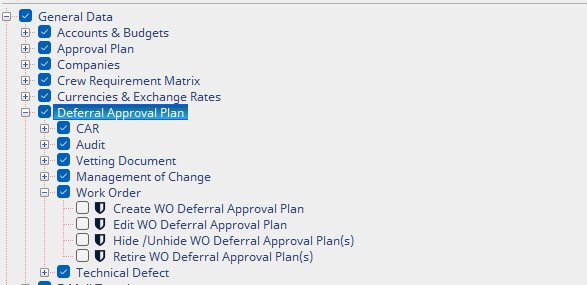 General Data
Accounts & Budgets
Approval Plan
Companies
Crew Requirement Matrix
Currencies & Exchange Rates
Deferral Approval Plan
CAR
Audit
Vetting Document
Management of Change
Work Order
Create WO Deferral Approval Plan
Edit WO Deferral Approval Plan
Hide /Unhide WO Deferral Approval Plan(s)
Retire WO Deferral Approval Plan(s)
Technical Defect